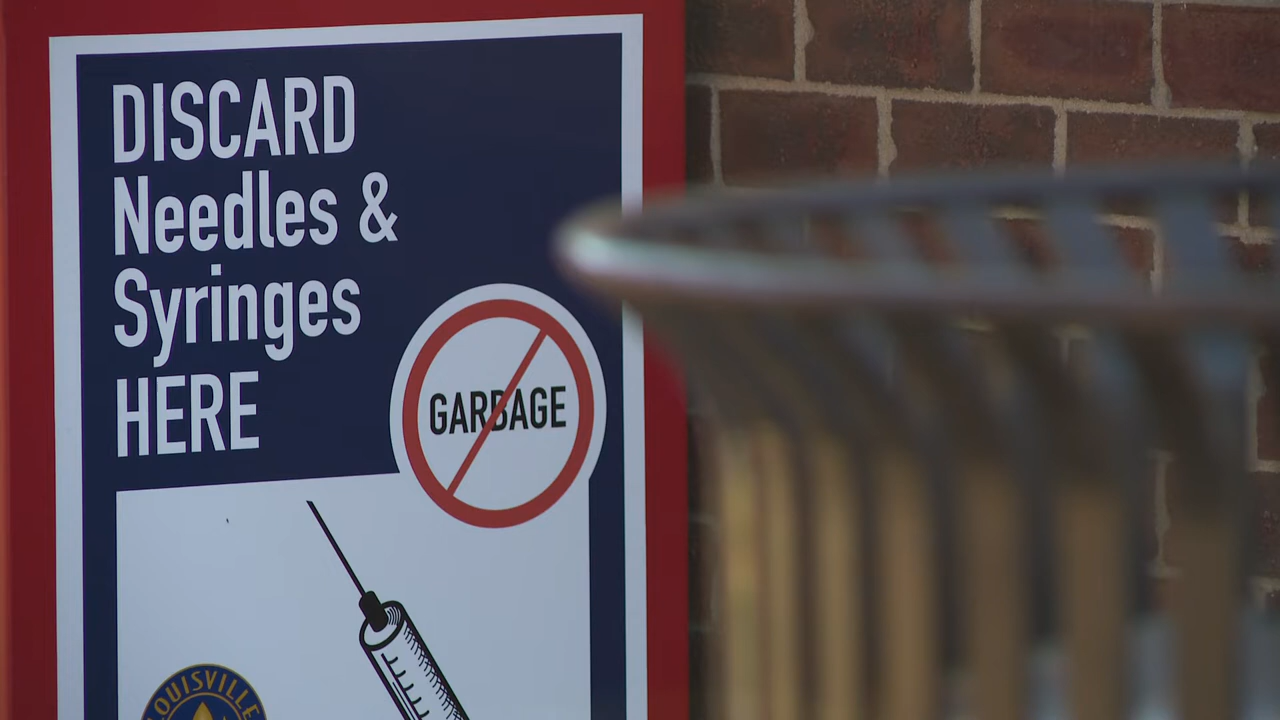 DISCARD
Needles &
Syringes
HERE
GARBAGE
LOUISVILLE